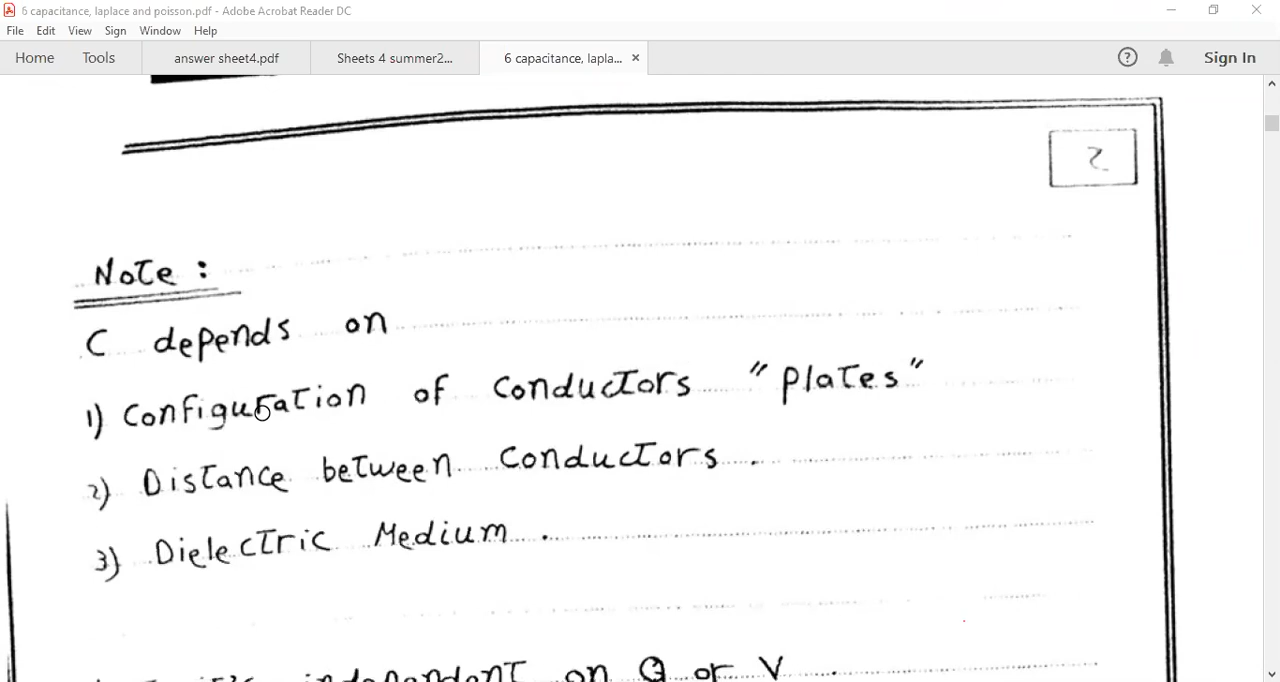 6 capacitance, laplace and poisson.pdf - Adobe Acrobat Reader DC
File Edit View Sign Window Help
Home Tools answer sheet4.pdf Sheets 4 summer2... 6 capacitance, lapla... × ? Sign In
2
Note :
C depends on
1) Configuration of conductors "plates"
2) Distance between conductors.
3) Dielectric Medium.
independent on Q or V.